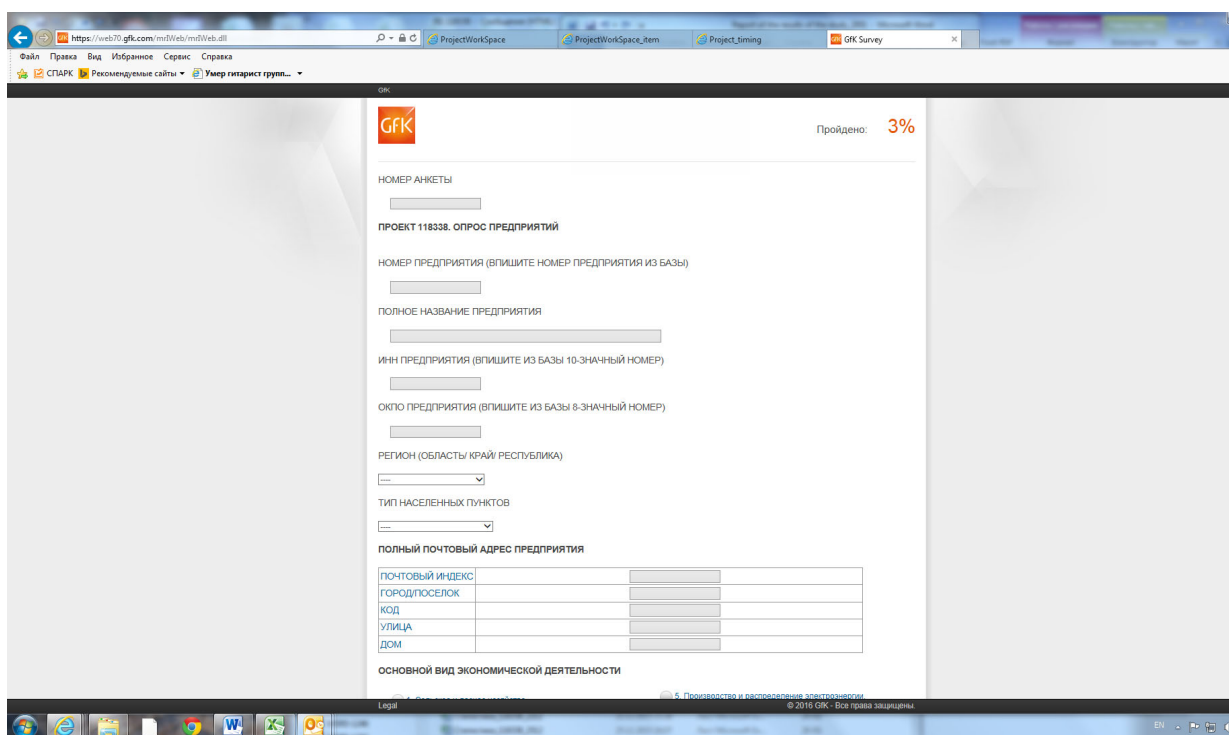 https://web70.gfk.com/mrIWeb/mrIWeb.dll
ProjectWorkSpace
ProjectWorkSpace_item
Project_timing
GfK Survey
Файл Правка Вид Избранное Сервис Справка
СПАРК Рекомендуемые сайты Умер гитарист групп...
GfK
GfK
Пройдено: 3%
НОМЕР АНКЕТЫ
ПРОЕКТ 118338. ОПРОС ПРЕДПРИЯТИЙ
НОМЕР ПРЕДПРИЯТИЯ (ВПИШИТЕ НОМЕР ПРЕДПРИЯТИЯ ИЗ БАЗЫ)
ПОЛНОЕ НАЗВАНИЕ ПРЕДПРИЯТИЯ
ИНН ПРЕДПРИЯТИЯ (ВПИШИТЕ ИЗ БАЗЫ 10-ЗНАЧНЫЙ НОМЕР)
ОКПО ПРЕДПРИЯТИЯ (ВПИШИТЕ ИЗ БАЗЫ 8-ЗНАЧНЫЙ НОМЕР)
РЕГИОН (ОБЛАСТЬ/ КРАЙ/ РЕСПУБЛИКА)
----
ТИП НАСЕЛЕННЫХ ПУНКТОВ
----
ПОЛНЫЙ ПОЧТОВЫЙ АДРЕС ПРЕДПРИЯТИЯ
ПОЧТОВЫЙ ИНДЕКС
ГОРОД/ПОСЕЛОК
КОД
УЛИЦА
ДОМ
ОСНОВНОЙ ВИД ЭКОНОМИЧЕСКОЙ ДЕЯТЕЛЬНОСТИ
5. Производство и распределение электроэнергии,
Legal
© 2016 GfK - Все права защищены.
EN